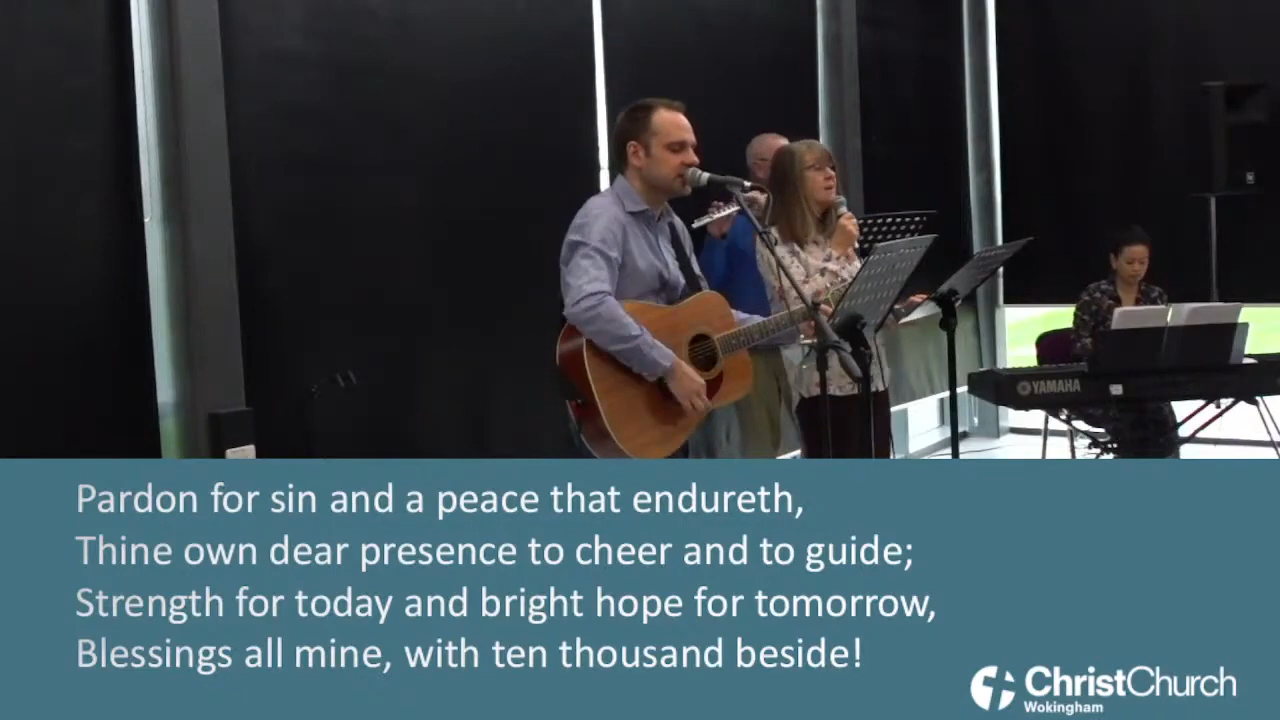 YAMAHA
Pardon for sin and a peace that endureth,
Thine own dear presence to cheer and to guide;
Strength for today and bright hope for tomorrow,
Blessings all mine, with ten thousand beside!
ChristChurch
Wokingham